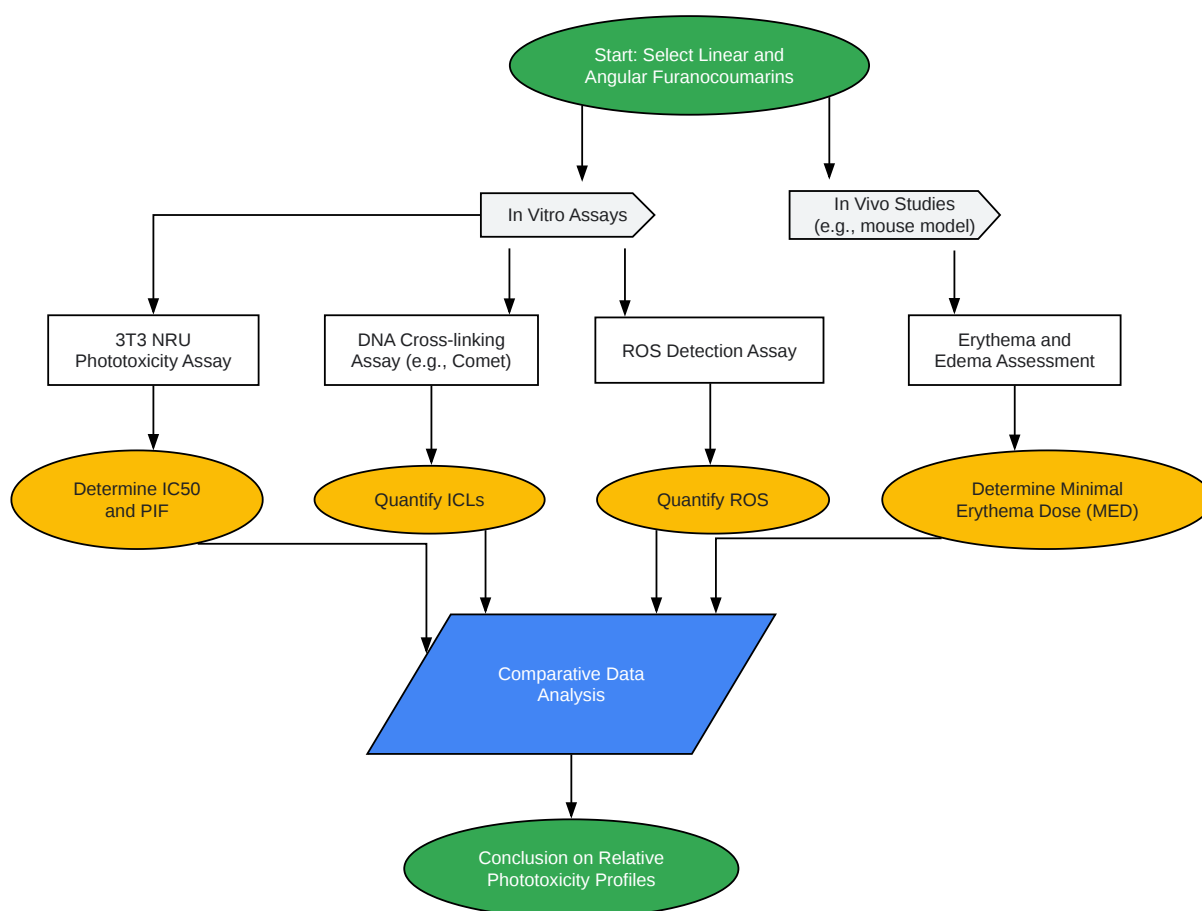 Start: Select Linear and
Angular Furanocoumarins
In Vitro Assays
In Vivo Studies
(e.g., mouse model)
3T3 NRU
Phototoxicity Assay
DNA Cross-linking
Assay (e.g., Comet)
ROS Detection Assay
Erythema and
Edema Assessment
Determine IC50
and PIF
Quantify ICLs
Quantify ROS
Determine Minimal
Erythema Dose (MED)
Comparative Data
Analysis
Conclusion on Relative
Phototoxicity Profiles